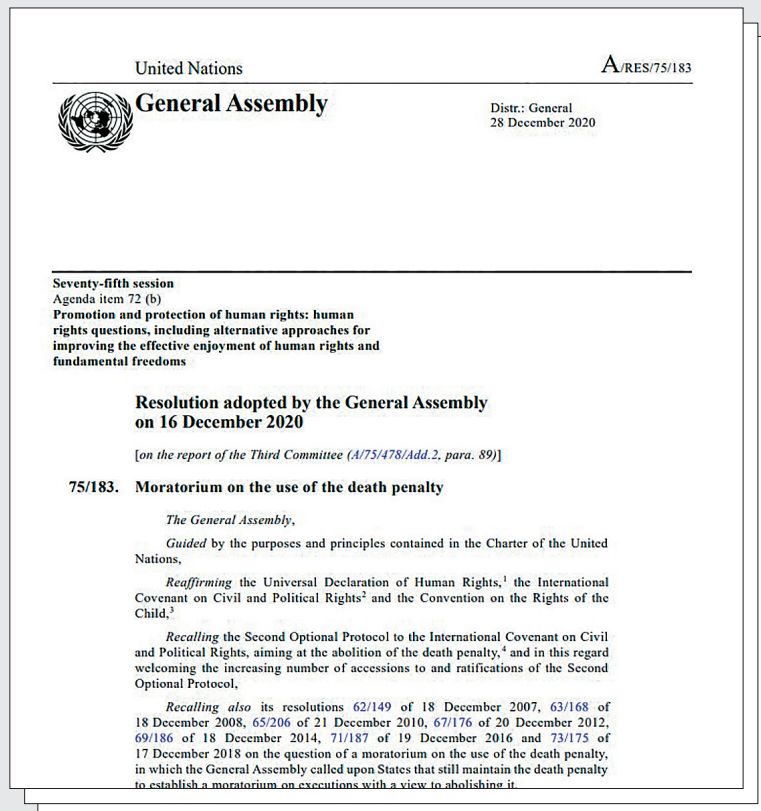 United Nations
A/RES/75/183
General Assembly
Distr.: General
28 December 2020
Seventy-fifth session
Agenda item 72 (b)
Promotion and protection of human rights: human
rights questions, including alternative approaches for
improving the effective enjoyment of human rights and
fundamental freedoms
Resolution adopted by the General Assembly
on 16 December 2020
[on the report of the Third Committee (A/75/478/Add.2, para. 89)]
75/183. Moratorium on the use of the death penalty
The General Assembly,
Guided by the purposes and principles contained in the Charter of the United
Nations,
Reaffirming the Universal Declaration of Human Rights,1 the International
Covenant on Civil and Political Rights2 and the Convention on the Rights of the
Child,3
Recalling the Second Optional Protocol to the International Covenant on Civil
and Political Rights, aiming at the abolition of the death penalty,4 and in this regard
welcoming the increasing number of accessions to and ratifications of the Second
Optional Protocol,
Recalling also its resolutions 62/149 of 18 December 2007, 63/168 of
18 December 2008, 65/206 of 21 December 2010, 67/176 of 20 December 2012,
69/186 of 18 December 2014, 71/187 of 19 December 2016 and 73/175 of
17 December 2018 on the question of a moratorium on the use of the death penalty,
in which the General Assembly called upon States that still maintain the death penalty
to establish a moratorium on executions with a view to abolishing it,